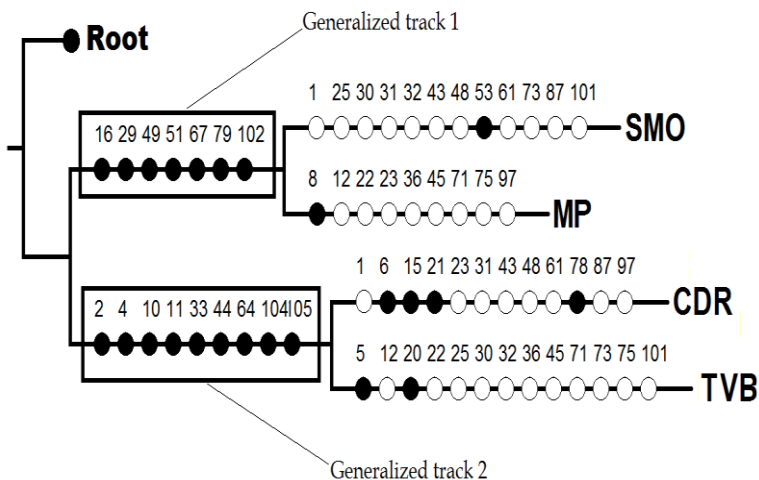 Generalized track 1
Root
1 25 30 31 32 43 48 53 61 73 87 101
SMO
16 29 49 51 67 79 102
8 12 22 23 36 45 71 75 97
MP
1 6 15 21 23 31 43 48 61 78 87 97
CDR
2 4 10 11 33 44 64 104 105
5 12 20 22 25 30 32 36 45 71 73 75 101
TVB
Generalized track 2